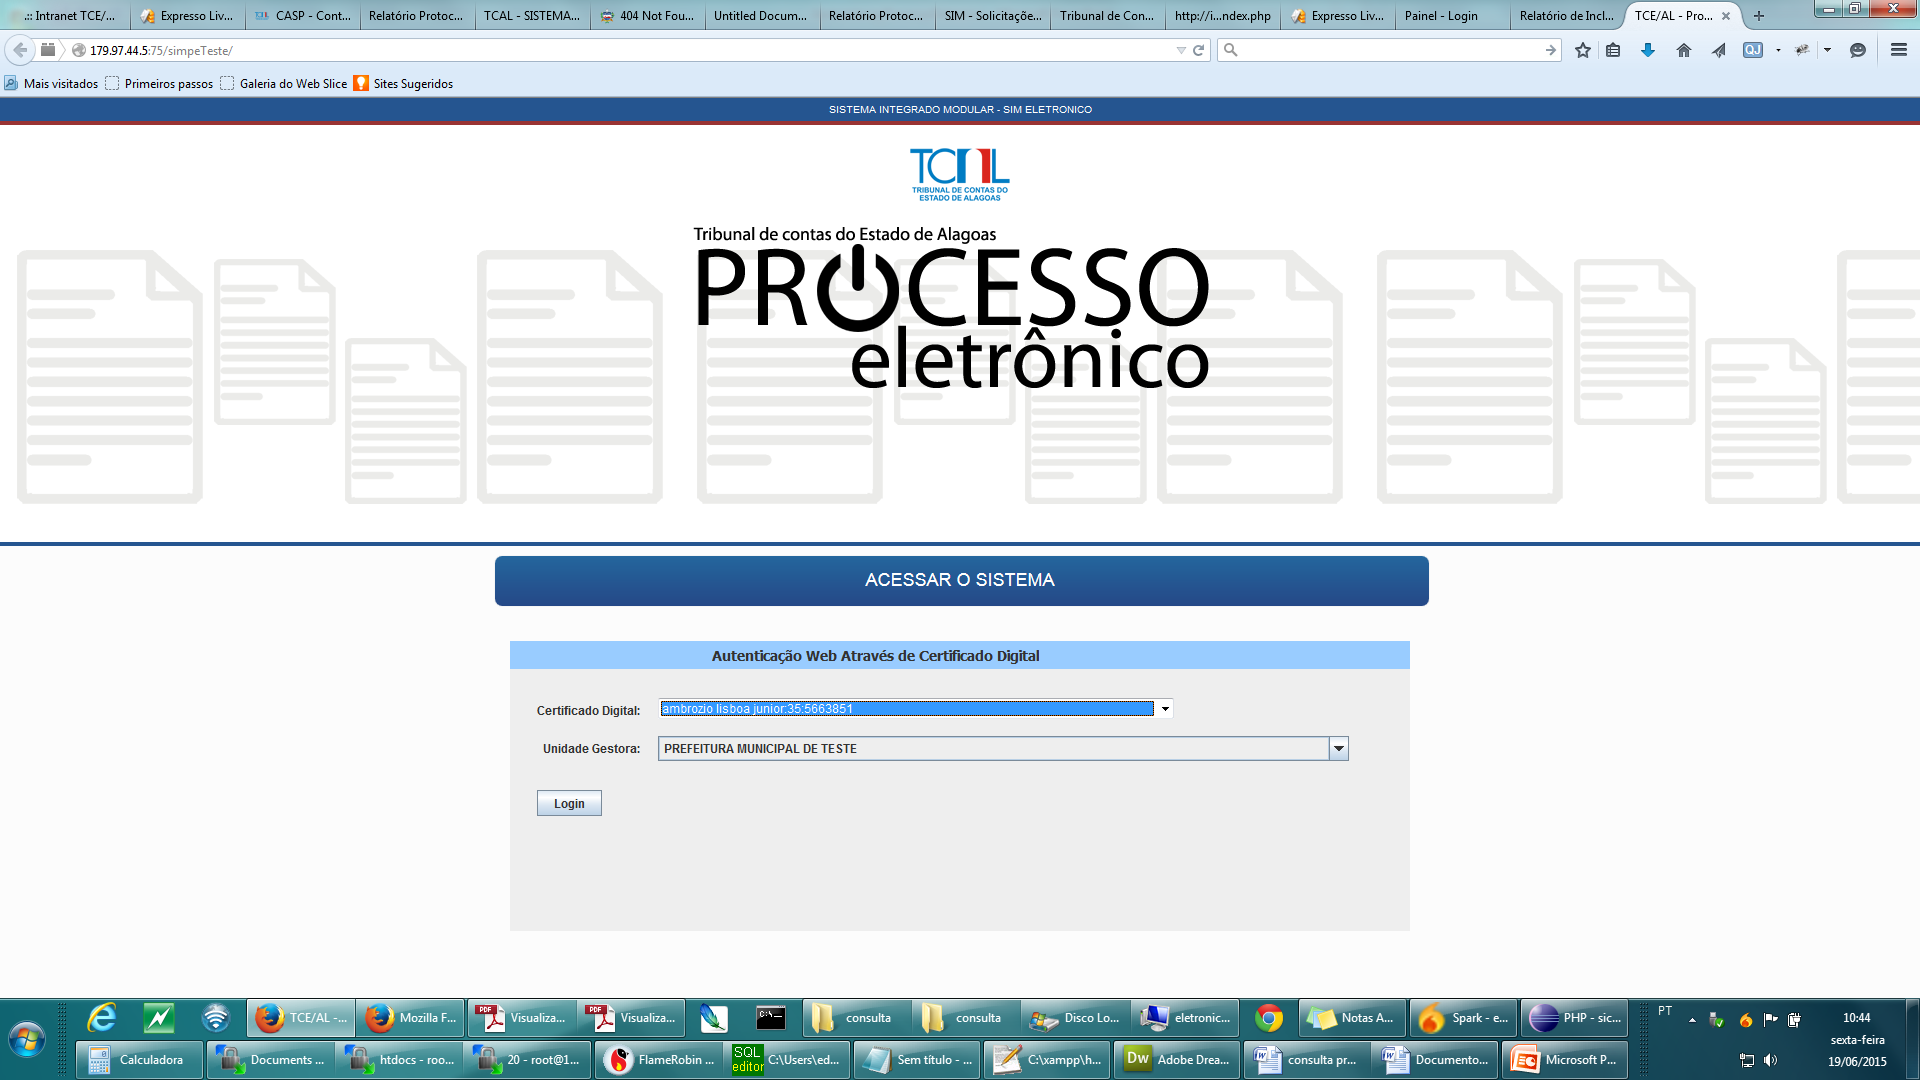 .:: Intranet TCE/...
Expresso Liv...
CASP - Cont...
Relatório Protoc...
TCAL - SISTEMA...
404 Not Fou...
Untitled Docum...
Relatório Protoc...
SIM - Solicitaçõe...
Tribunal de Con...
http://i...ndex.php
Expresso Liv...
Painel - Login
Relatório de Incl...
TCE/AL - Pro...
179.97.44.5:75/simpeTeste/
QJ
Mais visitados
Primeiros passos
Galeria do Web Slice
Sites Sugeridos
SISTEMA INTEGRADO MODULAR - SIM ELETRONICO
TCAL
TRIBUNAL DE CONTAS DO
ESTADO DE ALAGOAS
Tribunal de contas do Estado de Alagoas
PROCESSO
eletrônico
ACESSAR O SISTEMA
Autenticação Web Através de Certificado Digital
Certificado Digital:
ambrozio lisboa junior:35:5663851
Unidade Gestora:
PREFEITURA MUNICIPAL DE TESTE
Login
TCE/AL -...
Mozilla F...
PDF
Visualiza...
PDF
Visualiza...
C:\
consulta
consulta
Disco Lo...
eletronic...
Notas A...
Spark - e...
PHP - sic...
PT
10:44
sexta-feira
19/06/2015
Calculadora
Documents ...
htdocs - roo...
20 - root@1...
FlameRobin ...
SQL
editor
C:\Users\ed...
Sem título - ...
C:\xampp\h...
Dw
Adobe Drea...
consulta pr...
Documento...
Microsoft P...